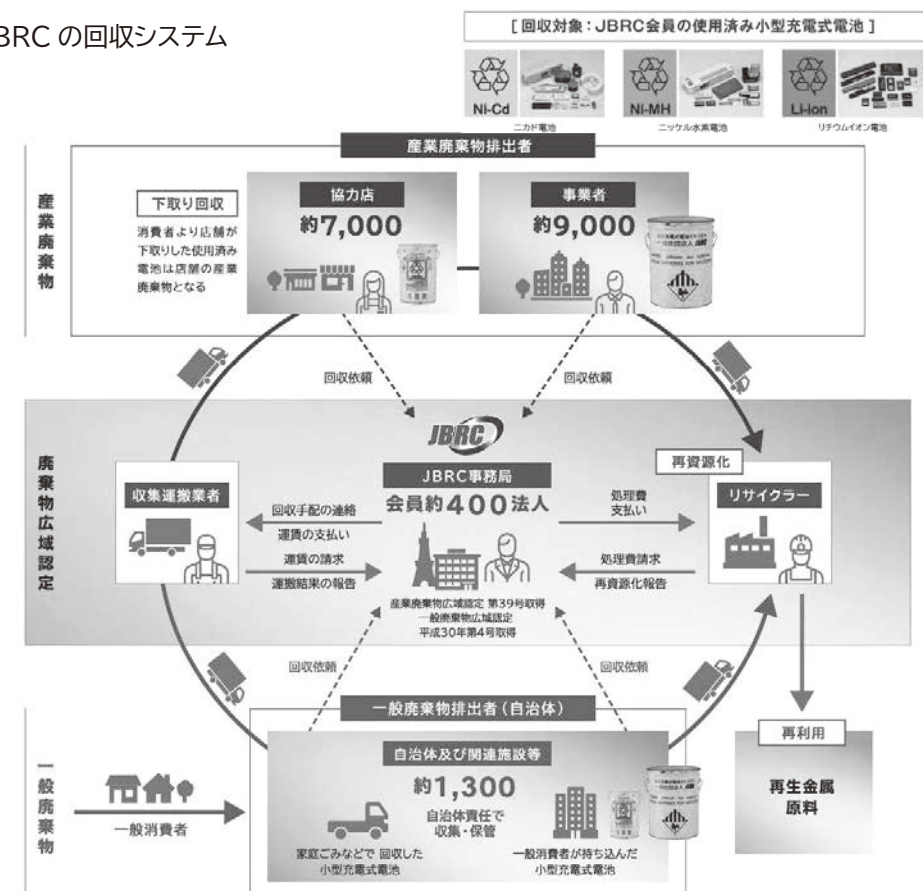 BRC の回収システム
[ 回収対象：JBRC会員の使用済み小型充電式電池 ]
Ni-Cd
Ni-MH
Li-ion
ニカド電池
ニッケル水素電池
リチウムイオン電池
産業廃棄物排出者
産業廃棄物
下取り回収
消費者より店舗が
下取りした使用済み
電池は店舗の産業
廃棄物となる
協力店
約7,000
事業者
約9,000
回収依頼
回収依頼
廃棄物広域認定
JBRC
JBRC事務局
会員約400法人
再資源化
収集運搬業者
リサイクラー
回収手配の連絡
運賃の支払い
運賃の請求
運搬結果の報告
処理費
支払い
処理費請求
再資源化報告
産業廃棄物広域認定 第39号取得
一般廃棄物広域認定
平成30年第4号取得
回収依頼
回収依頼
一般廃棄物排出者（自治体）
一般廃棄物
自治体及び関連施設等
約1,300
自治体責任で
収集・保管
一般消費者
家庭ごみなどで 回収した
小型充電式電池
一般消費者が持ち込んだ
小型充電式電池
再利用
再生金属
原料